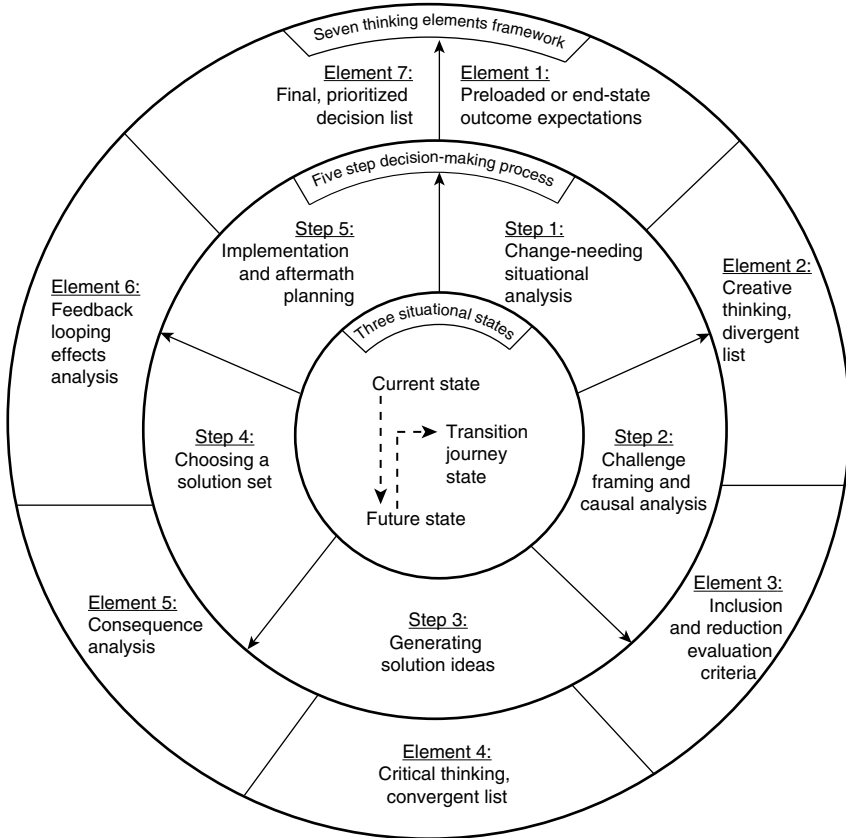 Seven thinking elements framework
Element 7:
Final, prioritized
decision list
Element 1:
Preloaded or end-state
outcome expectations
Five step decision-making process
Step 5:
Implementation
and aftermath
planning
Step 1:
Change-needing
situational
analysis
Element 6:
Feedback
looping
effects
analysis
Element 2:
Creative
thinking,
divergent
list
Three situational states
Current state
Transition
journey
state
Future state
Step 4:
Choosing a
solution set
Step 2:
Challenge
framing and
causal analysis
Element 5:
Consequence
analysis
Step 3:
Generating
solution ideas
Element 3:
Inclusion
and reduction
evaluation
criteria
Element 4:
Critical thinking,
convergent list